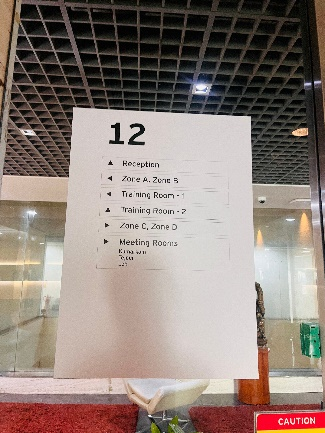 12
▲ Reception
◄ Zone A, Zone B
◄ Training Room - 1
▲ Training Room - 2
► Zone C, Zone D
► Meeting Rooms
CAUTION